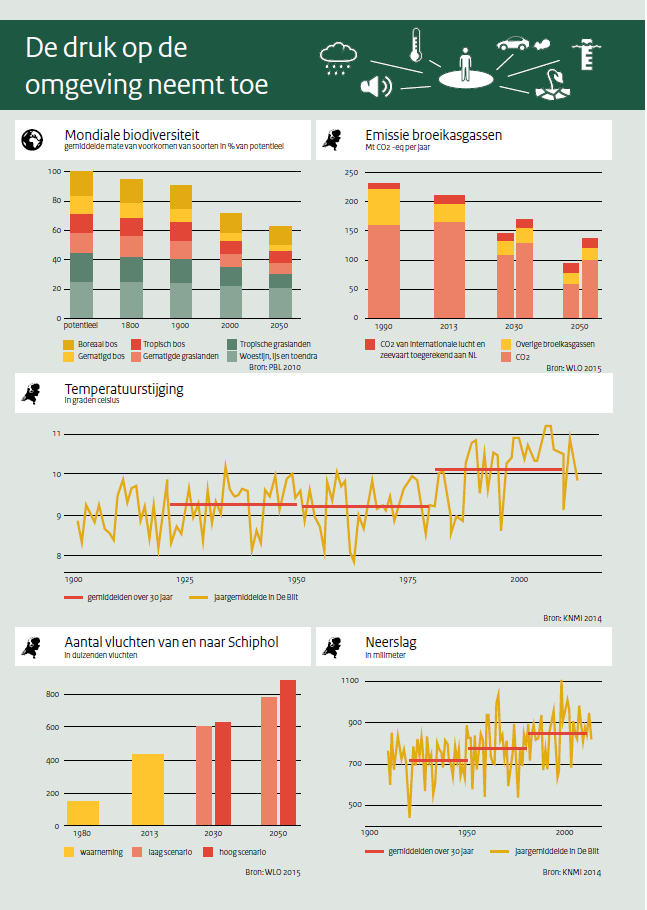 De druk op de
omgeving neemt toe
Mondiale biodiversiteit
gemiddelde mate van voorkomen van soorten in % van potentieel
100
80
60
40
20
0
potentieel
1800
1900
2000
2050
Boreaal bos
Tropisch bos
Tropische graslanden
Gematigd bos
Gematigde graslanden
Woestijn, ijs en toendra
Bron: PBL 2010
Emissie broeikasgassen
Mt CO2 -eq per jaar
250
200
150
100
50
0
1990
2013
2030
2050
CO2 van internationale lucht en
zeevaart toegerekend aan NL
Overige broeikasgassen
CO2
Bron: WLO 2015
Temperatuurstijging
in graden celsius
11
10
9
8
1900
1925
1950
1975
2000
gemiddelden over 30 jaar
jaargemiddelde in De Bilt
Bron: KNMI 2014
Aantal vluchten van en naar Schiphol
in duizenden vluchten
800
600
400
200
0
1980
2013
2030
2050
waarneming
laag scenario
hoog scenario
Bron: WLO 2015
Neerslag
in milimeter
1100
900
700
500
1900
1950
2000
gemiddelden over 30 jaar
jaargemiddelde in De Bilt
Bron: KNMI 2014